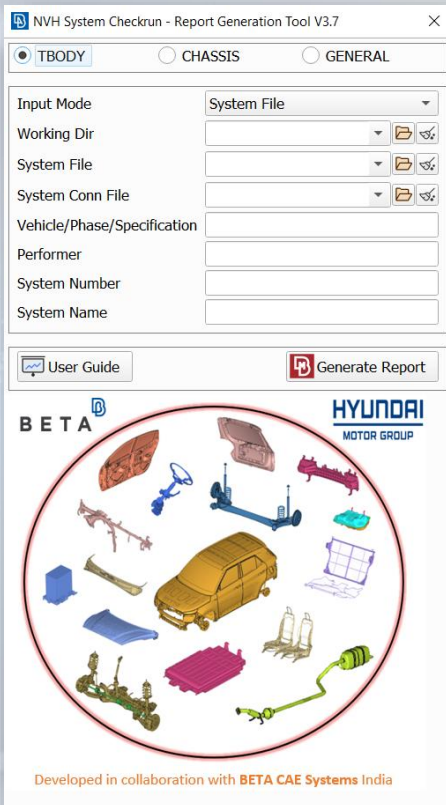 NVH System Checkrun - Report Generation Tool V3.7
TBODY CHASSIS GENERAL
Input Mode System File
Working Dir
System File
System Conn File
Vehicle/Phase/Specification
Performer
System Number
System Name
User Guide Generate Report
BETA HYUNDAI
MOTOR GROUP
Developed in collaboration with BETA CAE Systems India